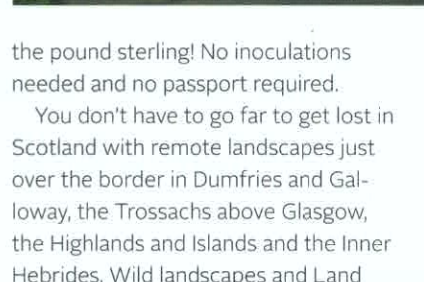 the pound sterling! No inoculations
needed and no passport required.
You don't have to go far to get lost in
Scotland with remote landscapes just
over the border in Dumfries and Gal-
loway, the Trossachs above Glasgow,
the Highlands and Islands and the Inner
Hebrides. Wild landscapes and Land